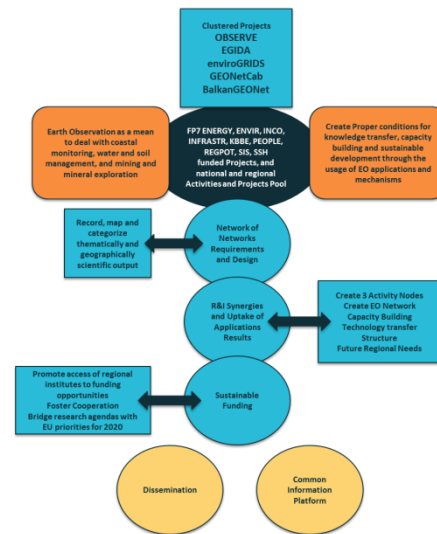 Clustered Projects
OBSERVE
EGIDA
enviroGRIDS
GEONetCab
BalkanGEONet
Earth Observation as a mean
to deal with coastal
monitoring, water and soil
management, and mining and
mineral exploration
FP7 ENERGY, ENVIR, INCO,
INFRASTR, KBBE, PEOPLE,
REGPOT, SIS, SSH
funded Projects, and
national and regional
Activities and Projects Pool
Create Proper conditions for
knowledge transfer, capacity
building and sustainable
development through the
usage of EO applications and
mechanisms
Record, map and
categorize
thematically and
geographically
scientific output
Network of
Networks
Requirements
and Design
R&I Synergies
and Uptake of
Applications
Results
Create 3 Activity Nodes
Create EO Network
Capacity Building
Technology transfer
Structure
Future Regional Needs
Promote access of regional
institutes to funding
opportunities
Foster Cooperation
Bridge research agendas with
EU priorities for 2020
Sustainable
Funding
Dissemination
Common
Information
Platform